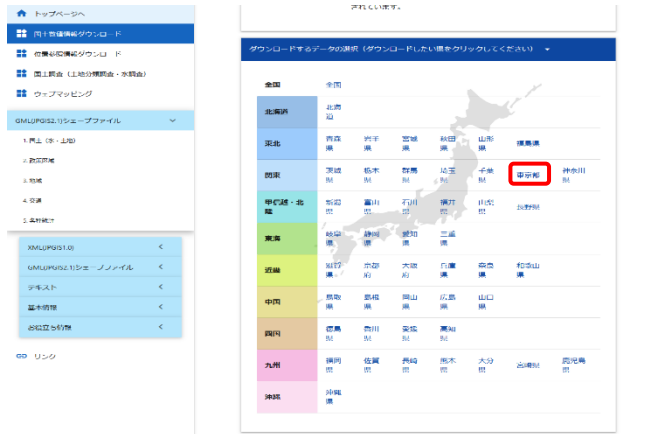 されています。
トップページへ
国土数値情報ダウンロード
位置参照情報ダウンロード
国土調査（土地分類調査・水調査）
ウェブマッピング
GML(JPGIS2.1)シェープファイル
1. 国土（水・土地）
2. 政策区域
3. 地域
4. 交通
5. 各種統計
XML(JPGIS1.0)
GML(JPGIS2.1)シェープファイル
テキスト
基本情報
お役立ち情報
リンク
ダウンロードするデータの選択（ダウンロードしたい県をクリックしてください）
全国 全国
北海道 北海道
東北 青森県 岩手県 宮城県 秋田県 山形県 福島県
関東 茨城県 栃木県 群馬県 埼玉県 千葉県 東京都 神奈川県
甲信越・北陸 新潟県 富山県 石川県 福井県 山梨県 長野県
東海 岐阜県 静岡県 愛知県 三重県
近畿 滋賀県 京都府 大阪府 兵庫県 奈良県 和歌山県
中国 鳥取県 島根県 岡山県 広島県 山口県
四国 徳島県 香川県 愛媛県 高知県
九州 福岡県 佐賀県 長崎県 熊本県 大分県 宮崎県 鹿児島県
沖縄 沖縄県